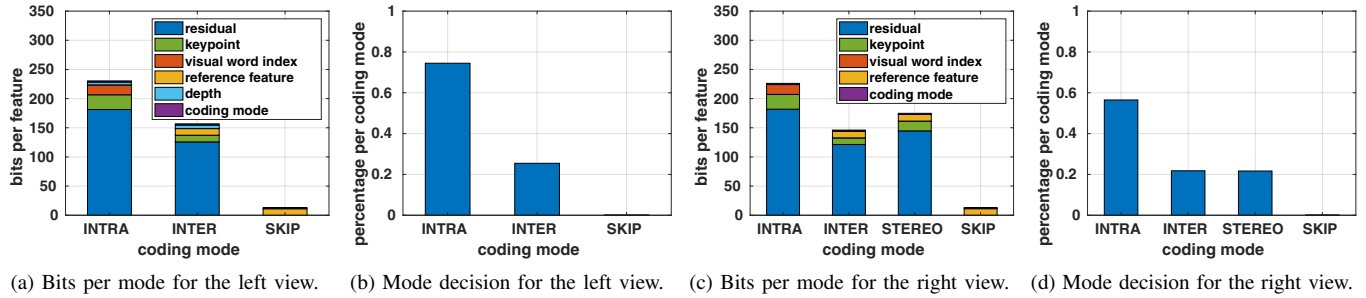 350
300
250
200
150
100
50
0
bits per feature
residual
keypoint
visual word index
reference feature
depth
coding mode
INTRA INTER SKIP
coding mode
(a) Bits per mode for the left view.
1
0.8
0.6
0.4
0.2
0
percentage per coding mode
INTRA INTER SKIP
coding mode
(b) Mode decision for the left view.
350
300
250
200
150
100
50
0
bits per feature
residual
keypoint
visual word index
reference feature
coding mode
INTRA INTER STEREO SKIP
coding mode
(c) Bits per mode for the right view.
1
0.8
0.6
0.4
0.2
0
percentage per coding mode
INTRA INTER STEREO SKIP
coding mode
(d) Mode decision for the right view.